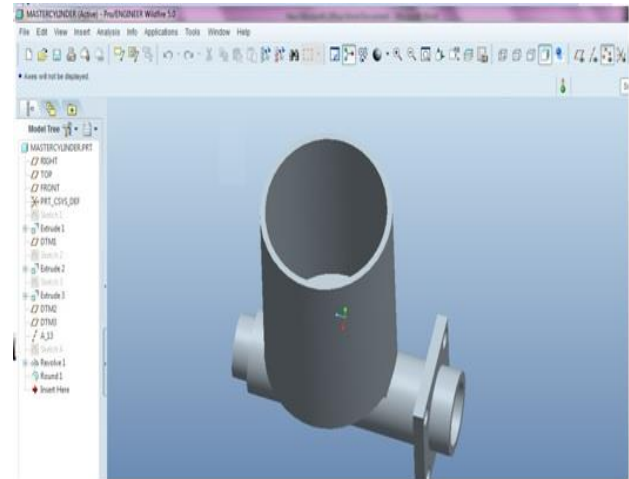 MASTERCYLINDER (Active) - Pro/ENGINEER Wildfire 5.0
File Edit View Insert Analysis Info Applications Tools Window Help
• Axes will not be displayed.
Model Tree
MASTERCYLINDER.PRT
RIGHT
TOP
FRONT
PRT_CSYS_DEF
Sketch 1
Extrude 1
DTM1
Sketch 2
Extrude 2
Sketch 3
Extrude 3
DTM2
DTM3
A_13
Sketch 4
Revolve 1
Round 1
Insert Here